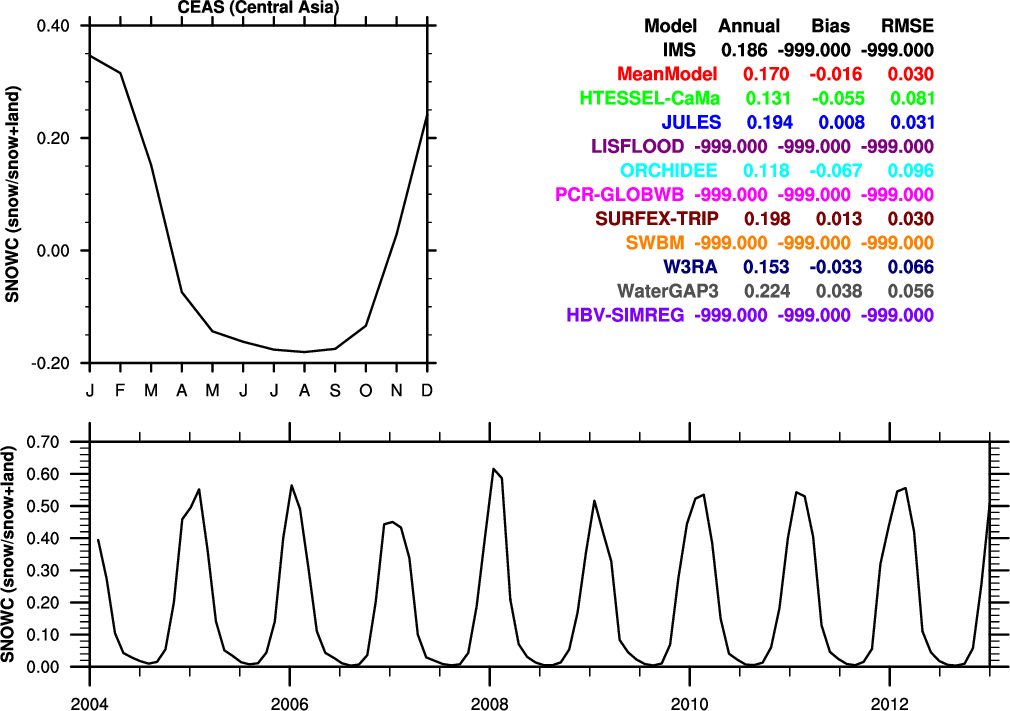 CEAS (Central Asia)
SNOWC (snow/snow+land)
0.40
0.20
0.00
-0.20
J F M A M J J A S O N D
Model Annual Bias RMSE
IMS 0.186 -999.000 -999.000
MeanModel 0.170 -0.016 0.030
HTESSEL-CaMa 0.131 -0.055 0.081
JULES 0.194 0.008 0.031
LISFLOOD -999.000 -999.000 -999.000
ORCHIDEE 0.118 -0.067 0.096
PCR-GLOBWB -999.000 -999.000 -999.000
SURFEX-TRIP 0.198 0.013 0.030
SWBM -999.000 -999.000 -999.000
W3RA 0.153 -0.033 0.066
WaterGAP3 0.224 0.038 0.056
HBV-SIMREG -999.000 -999.000 -999.000
SNOWC (snow/snow+land)
0.70
0.60
0.50
0.40
0.30
0.20
0.10
0.00
2004 2006 2008 2010 2012